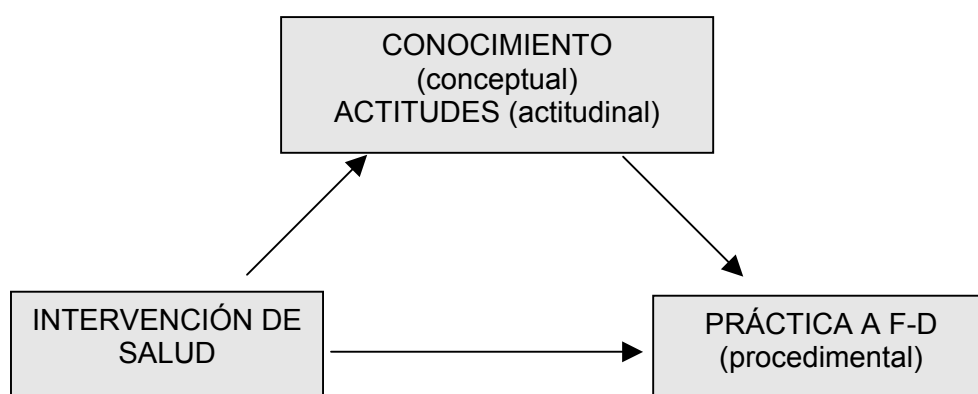 CONOCIMIENTO
(conceptual)
ACTITUDES (actitudinal)
INTERVENCIÓN DE
SALUD
PRÁCTICA A F-D
(procedimental)